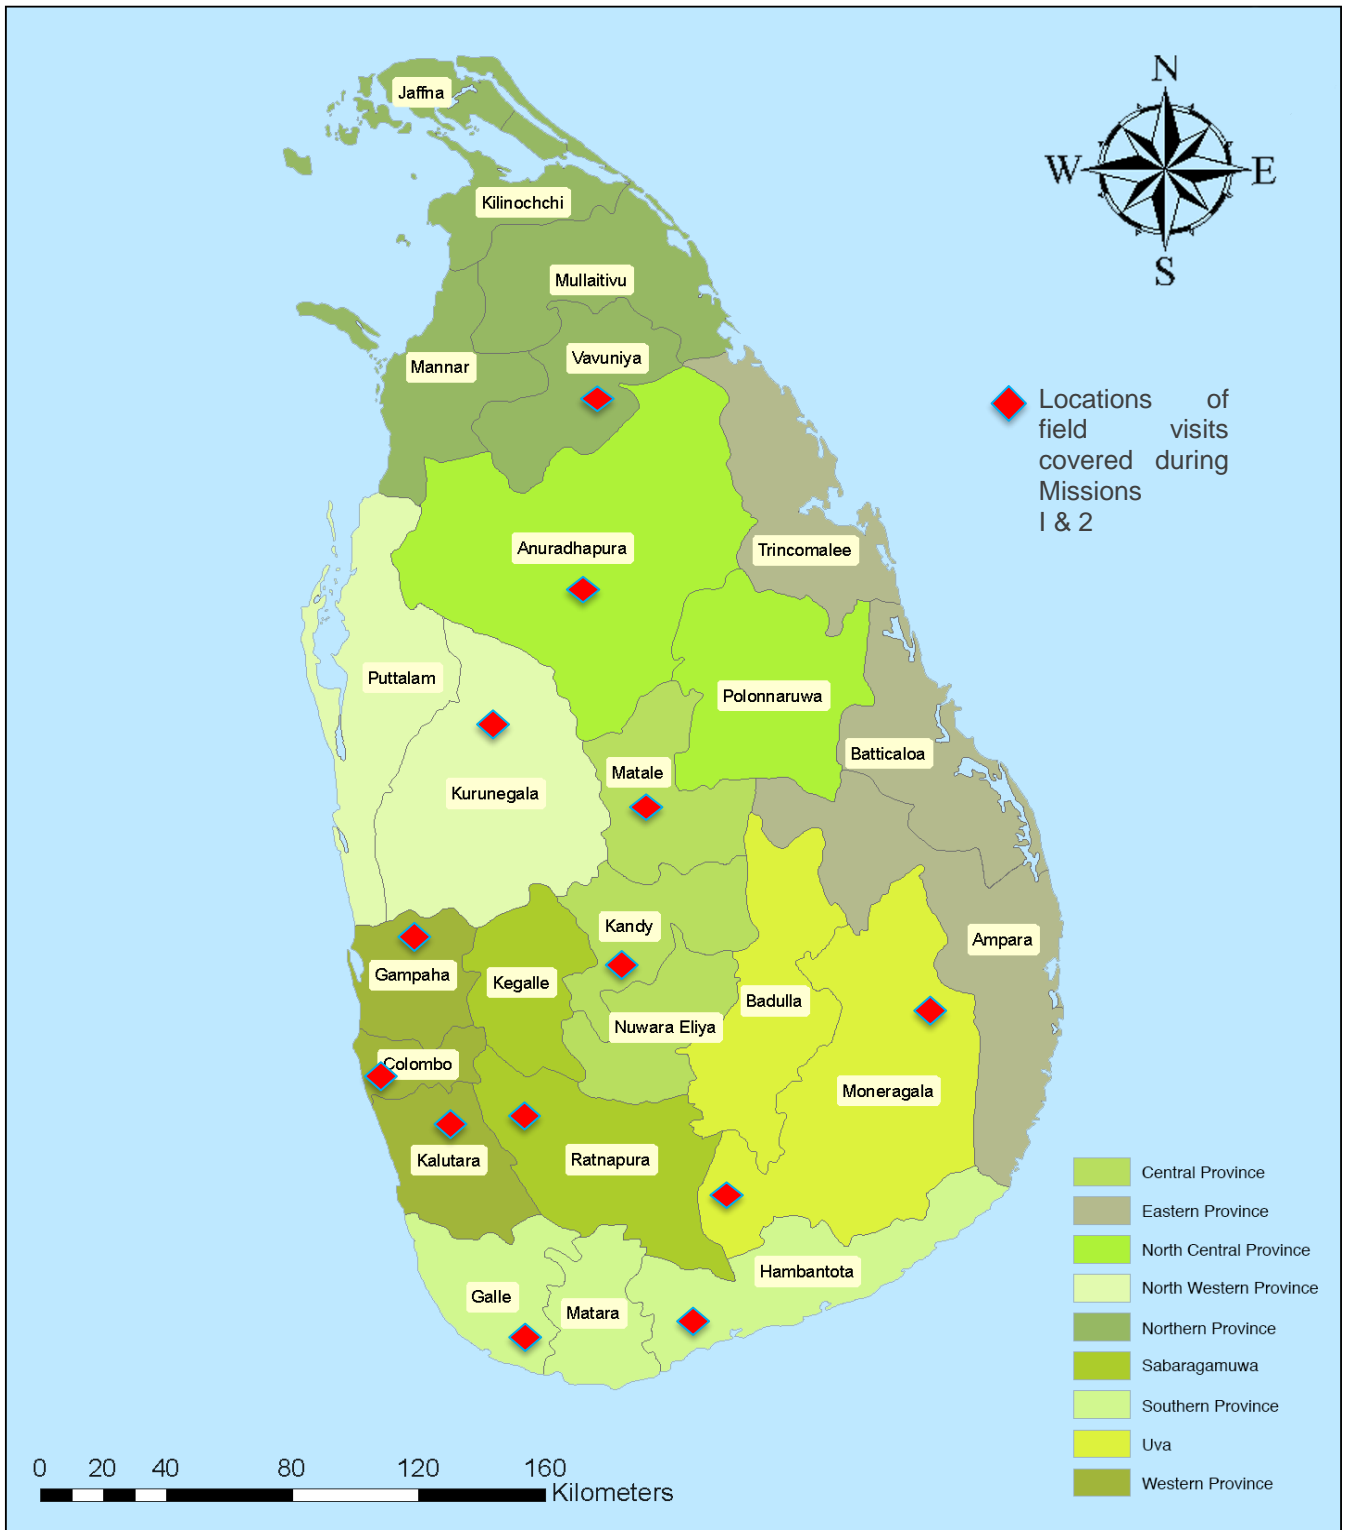 N
Jaffna
W
E
Kilinochchi
S
Mullaitivu
Vavuniya
Mannar
Locations of
field visits
covered during
Missions
I & 2
Anuradhapura
Trincomalee
Puttalam
Polonnaruwa
Batticaloa
Matale
Kurunegala
Kandy
Ampara
Gampaha
Kegalle
Badulla
Nuwara Eliya
Colombo
Moneragala
Kalutara
Ratnapura
Hambantota
Galle
Matara
Central Province
Eastern Province
North Central Province
North Western Province
Northern Province
Sabaragamuwa
Southern Province
Uva
Western Province
0 20 40 80 120 160
Kilometers